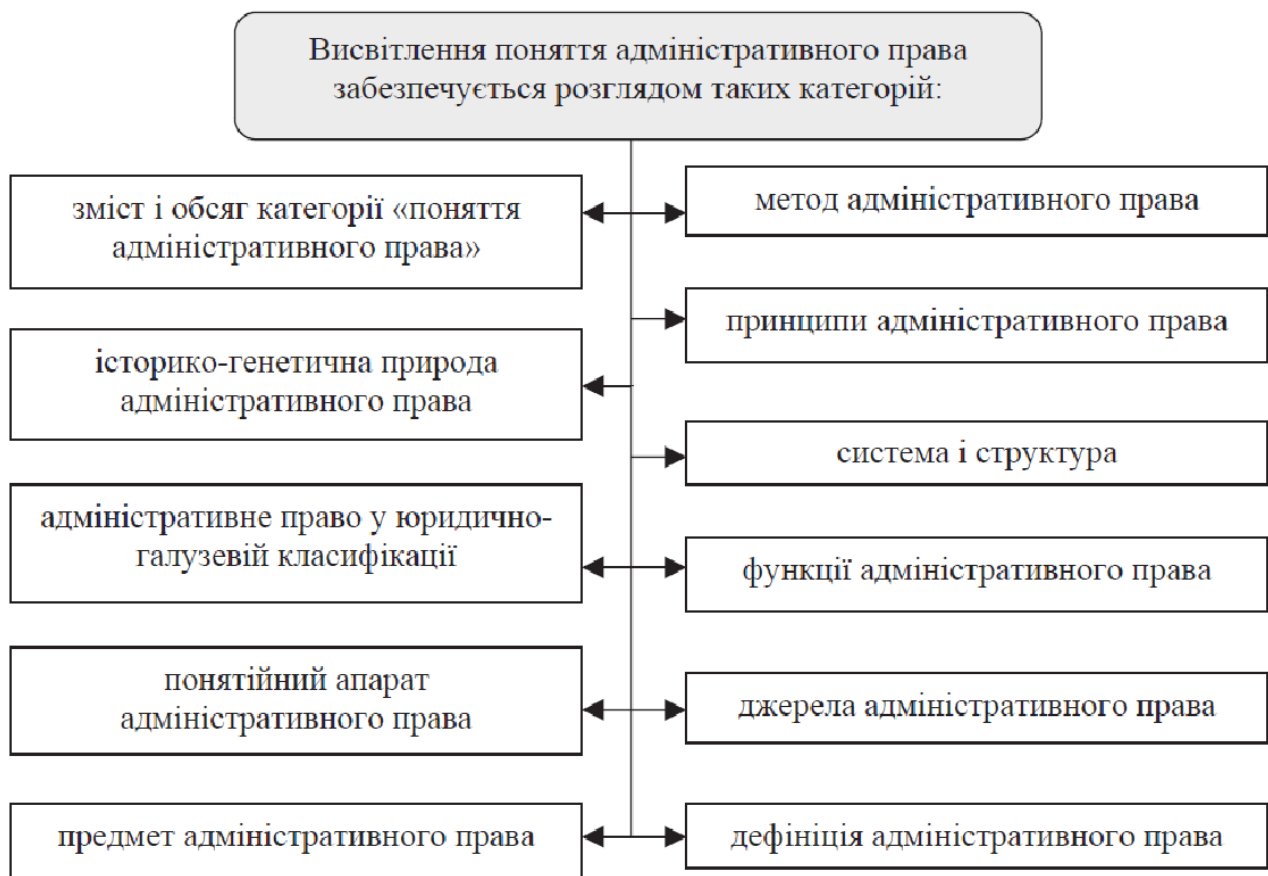 Висвітлення поняття адміністративного права
забезпечується розглядом таких категорій:
зміст і обсяг категорії «поняття
адміністративного права»
історико-генетична природа
адміністративного права
адміністративне право у юридично-
галузевій класифікації
понятійний апарат
адміністративного права
предмет адміністративного права
метод адміністративного права
принципи адміністративного права
система і структура
функції адміністративного права
джерела адміністративного права
дефініція адміністративного права